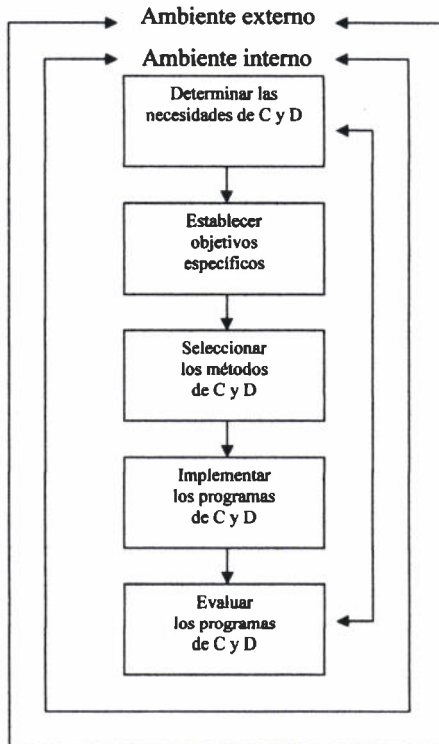 Ambiente externo
Ambiente interno
Determinar las
necesidades de C y D
Establecer
objetivos
específicos
Seleccionar
los métodos
de C y D
Implementar
los programas
de C y D
Evaluar
los programas
de C y D